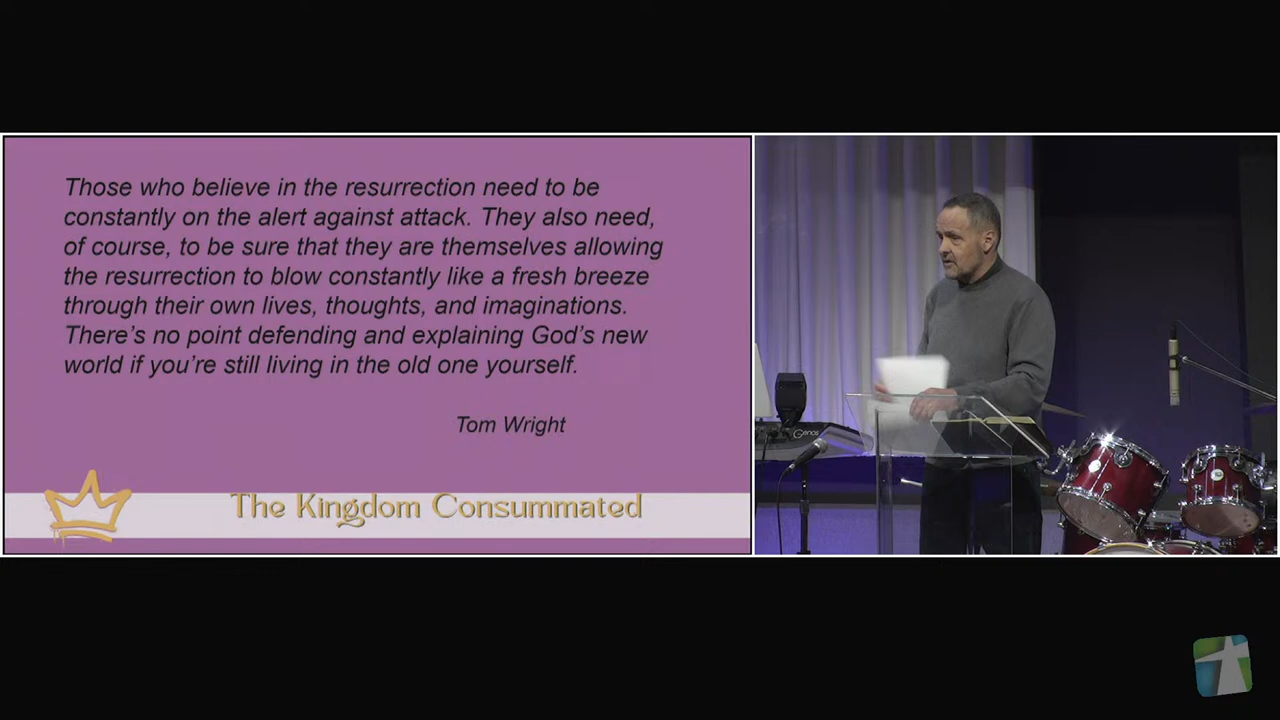 Those who believe in the resurrection need to be
constantly on the alert against attack. They also need,
of course, to be sure that they are themselves allowing
the resurrection to blow constantly like a fresh breeze
through their own lives, thoughts, and imaginations.
There's no point defending and explaining God's new
world if you're still living in the old one yourself.
Tom Wright
The Kingdom Consummated
Genos